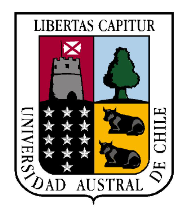 LIBERTAS CAPITUR
UNIVERSIDAD AUSTRAL DE CHILE